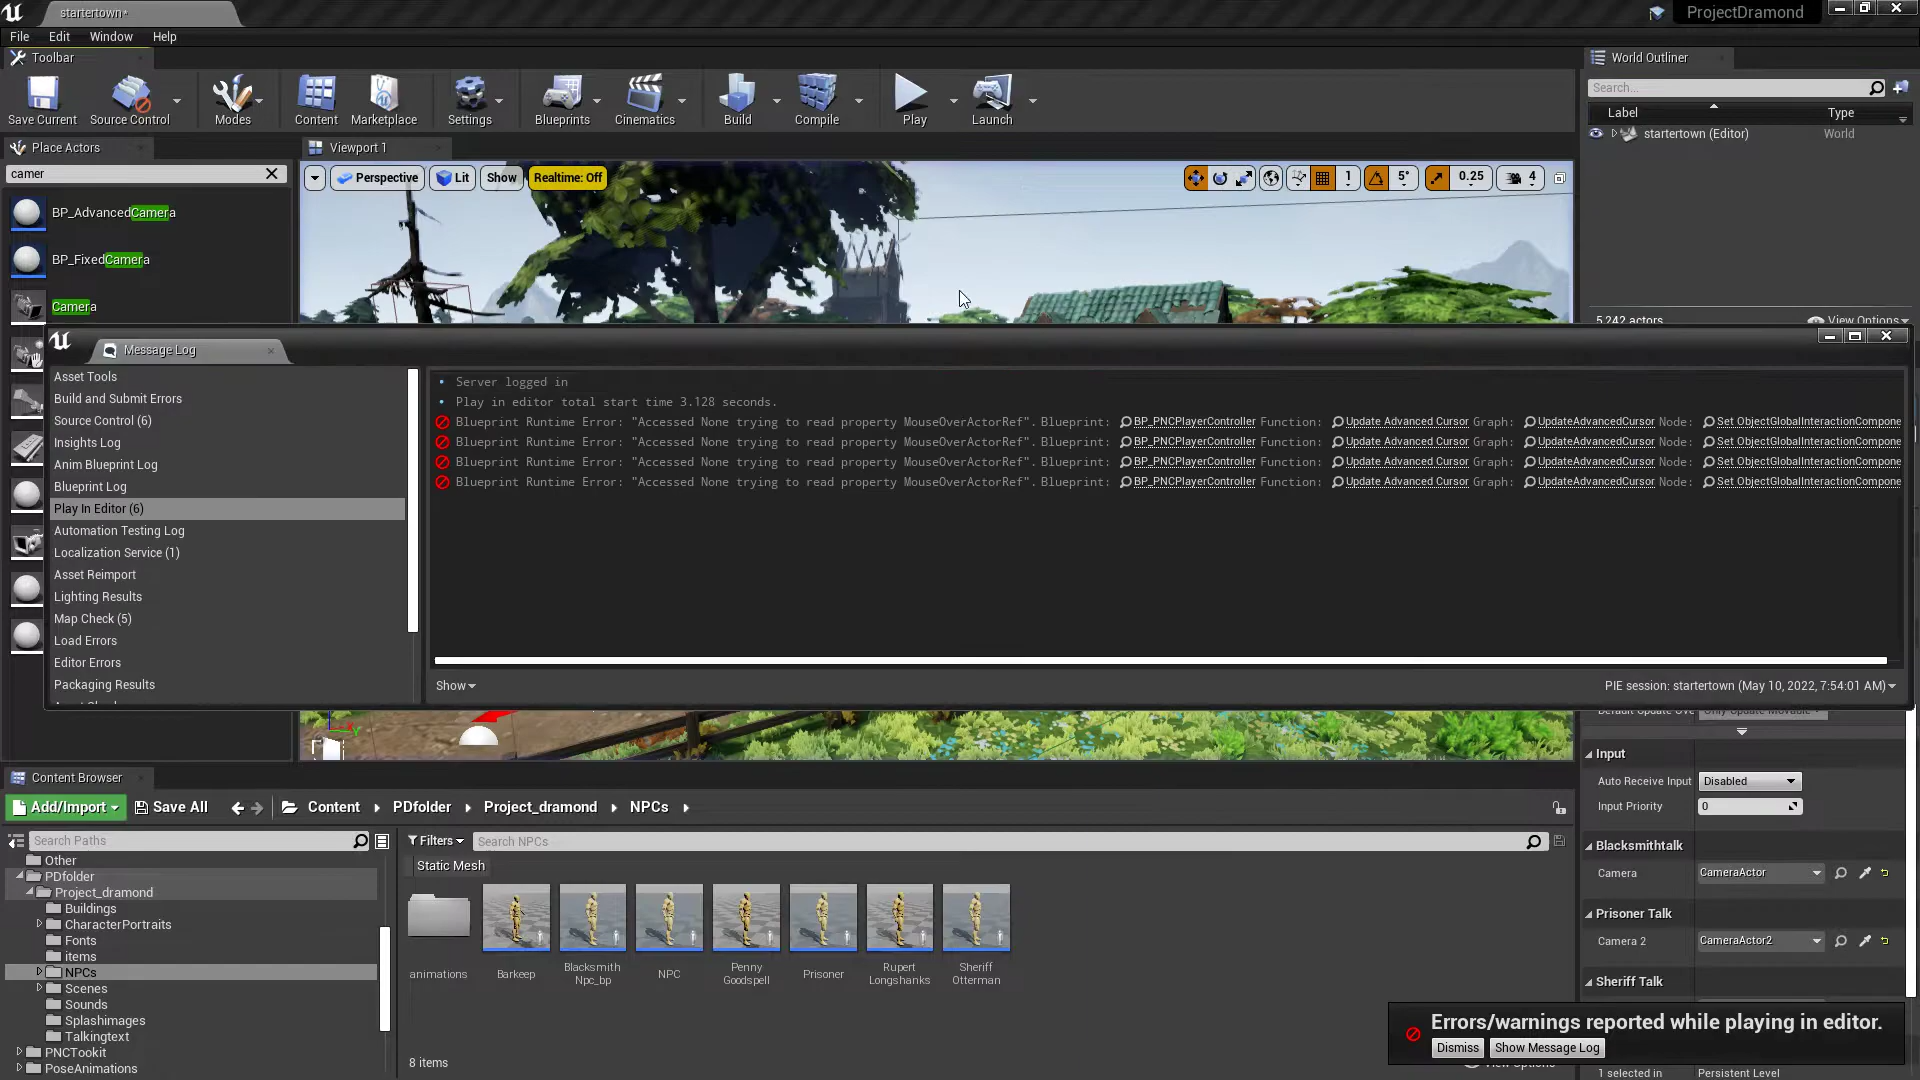 startertown*
ProjectDramond
File Edit Window Help
Toolbar
World Outliner
Save Current Source Control Modes Content Marketplace Settings Blueprints Cinematics Build Compile Play Launch
Search...
Label Type
startertown (Editor) World
Place Actors
Viewport 1
camer
Perspective Lit Show Realtime: Off
1 5° 0.25 4
BP_AdvancedCamera
BP_FixedCamera
Camera
5,242 actors View Options
Message Log
Asset Tools
Build and Submit Errors
Source Control (6)
Insights Log
Anim Blueprint Log
Blueprint Log
Play In Editor (6)
Automation Testing Log
Localization Service (1)
Asset Reimport
Lighting Results
Map Check (5)
Load Errors
Editor Errors
Packaging Results
Server logged in
Play in editor total start time 3.128 seconds.
Blueprint Runtime Error: "Accessed None trying to read property MouseOverActorRef". Blueprint: BP_PNCPlayerController Function: Update Advanced Cursor Graph: UpdateAdvancedCursor Node: Set ObjectGlobalInteractionCompone
Blueprint Runtime Error: "Accessed None trying to read property MouseOverActorRef". Blueprint: BP_PNCPlayerController Function: Update Advanced Cursor Graph: UpdateAdvancedCursor Node: Set ObjectGlobalInteractionCompone
Blueprint Runtime Error: "Accessed None trying to read property MouseOverActorRef". Blueprint: BP_PNCPlayerController Function: Update Advanced Cursor Graph: UpdateAdvancedCursor Node: Set ObjectGlobalInteractionCompone
Blueprint Runtime Error: "Accessed None trying to read property MouseOverActorRef". Blueprint: BP_PNCPlayerController Function: Update Advanced Cursor Graph: UpdateAdvancedCursor Node: Set ObjectGlobalInteractionCompone
Show
PIE session: startertown (May 10, 2022, 7:54:01 AM)
Input
Auto Receive Input Disabled
Input Priority 0
Blacksmithtalk
Camera CameraActor
Prisoner Talk
Camera 2 CameraActor2
Sheriff Talk
Content Browser
Add/Import Save All Content PDfolder Project_dramond NPCs
Search Paths
Filters Search NPCs
Static Mesh
Other
PDfolder
Project_dramond
Buildings
CharacterPortraits
Fonts
items
NPCs
Scenes
Sounds
Splashimages
Talkingtext
PNCTookit
PoseAnimations
animations
Barkeep
Blacksmith
Npc_bp
NPC
Penny
Goodspell
Prisoner
Rupert
Longshanks
Sheriff
Otterman
8 items
Errors/warnings reported while playing in editor.
Dismiss Show Message Log
1 selected in Persistent Level